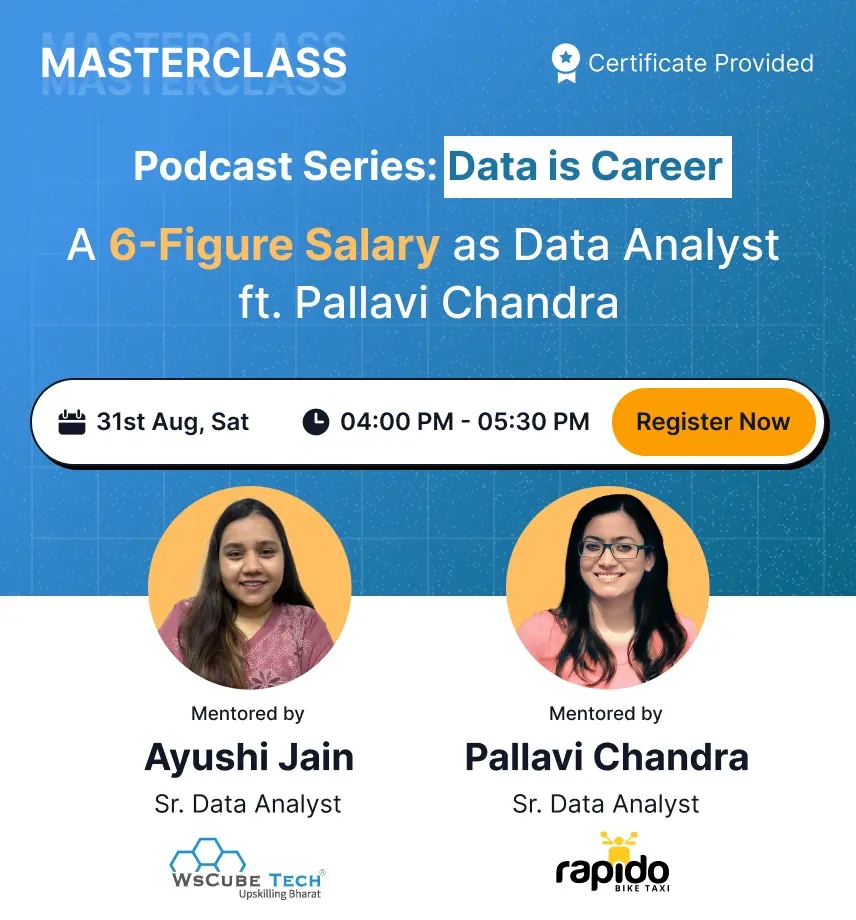 MASTERCLASS
Certificate Provided
Podcast Series: Data is Career
A 6-Figure Salary as Data Analyst
ft. Pallavi Chandra
31st Aug, Sat
04:00 PM - 05:30 PM
Register Now
Mentored by
Ayushi Jain
Sr. Data Analyst
WsCube Tech®
Upskilling Bharat
Mentored by
Pallavi Chandra
Sr. Data Analyst
rapido
BIKE TAXI